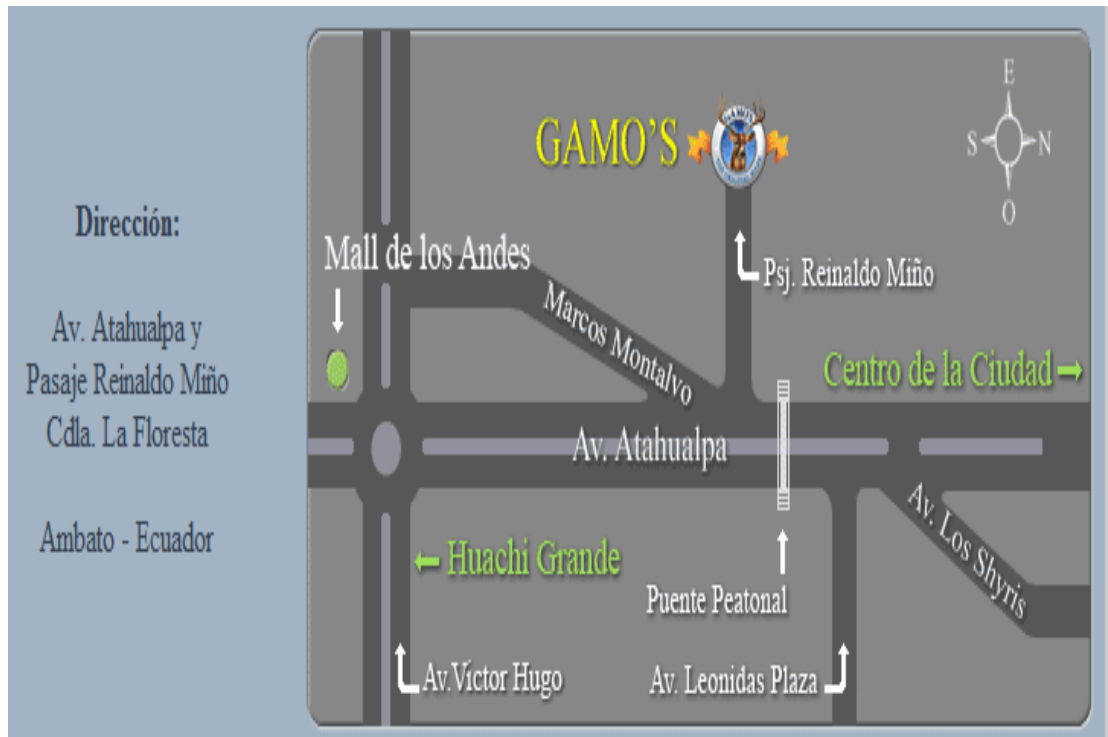 Dirección:
Av. Atahualpa y
Pasaje Reinaldo Miño
Cdla. La Floresta
Ambato - Ecuador
E
S
N
O
GAMO'S
GAMO'S
Mall de los Andes
Psj. Reinaldo Miño
Marcos Montalvo
Centro de la Ciudad
Av. Atahualpa
Av. Los Shyris
Huachi Grande
Puente Peatonal
Av.Víctor Hugo
Av. Leonidas Plaza